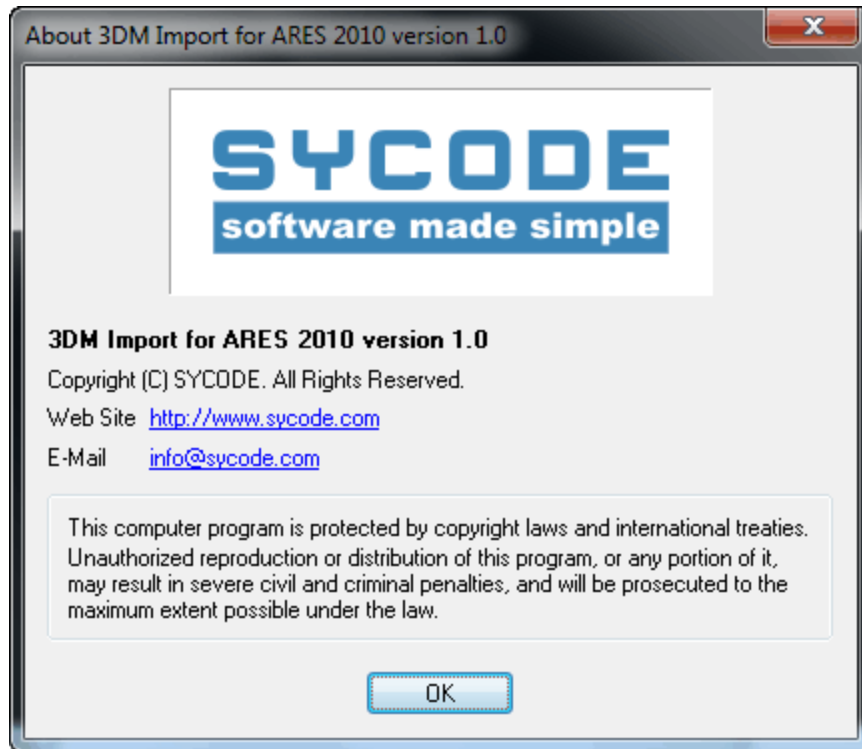 About 3DM Import for ARES 2010 version 1.0
SYCODE
software made simple
3DM Import for ARES 2010 version 1.0
Copyright (C) SYCODE. All Rights Reserved.
Web Site http://www.sycode.com
E-Mail info@sycode.com
This computer program is protected by copyright laws and international treaties.
Unauthorized reproduction or distribution of this program, or any portion of it,
may result in severe civil and criminal penalties, and will be prosecuted to the
maximum extent possible under the law.
OK